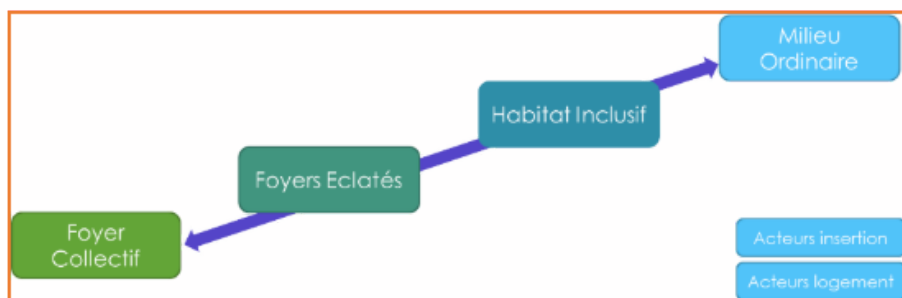 Milieu
Ordinaire
Habitat Inclusif
Foyers Eclatés
Foyer
Collectif
Acteurs insertion
Acteurs logement